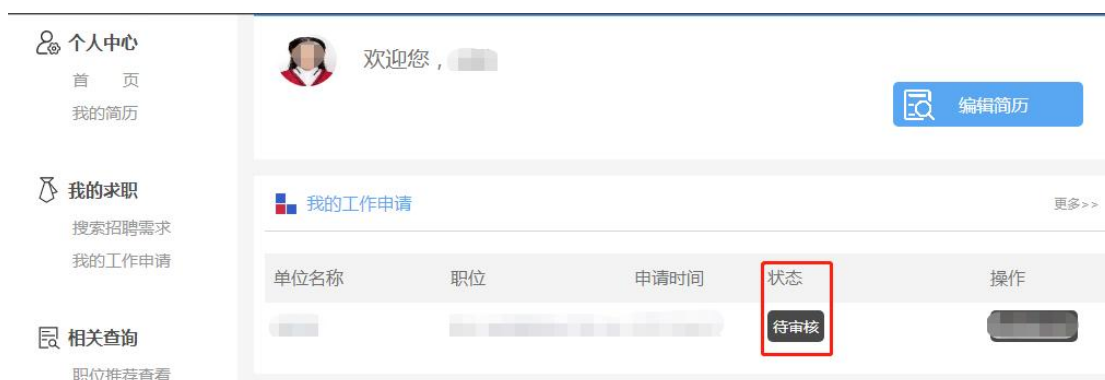 个人中心
首 页
我的简历
我的求职
搜索招聘需求
我的工作申请
相关查询
职位推荐查看
欢迎您，
编辑简历
我的工作申请
更多>>
单位名称 职位 申请时间 状态 操作
待审核